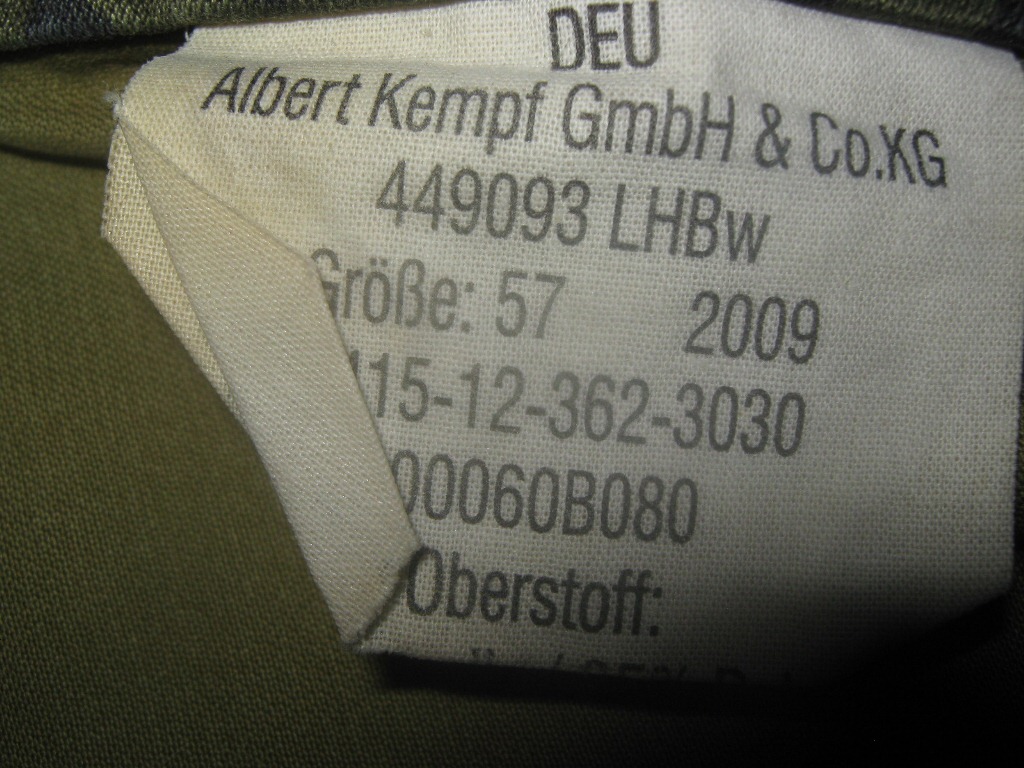 DEU
Albert Kempf GmbH & Co.KG
449093 LHBw
Größe: 57 2009
115-12-362-3030
00060B080
Oberstoff: